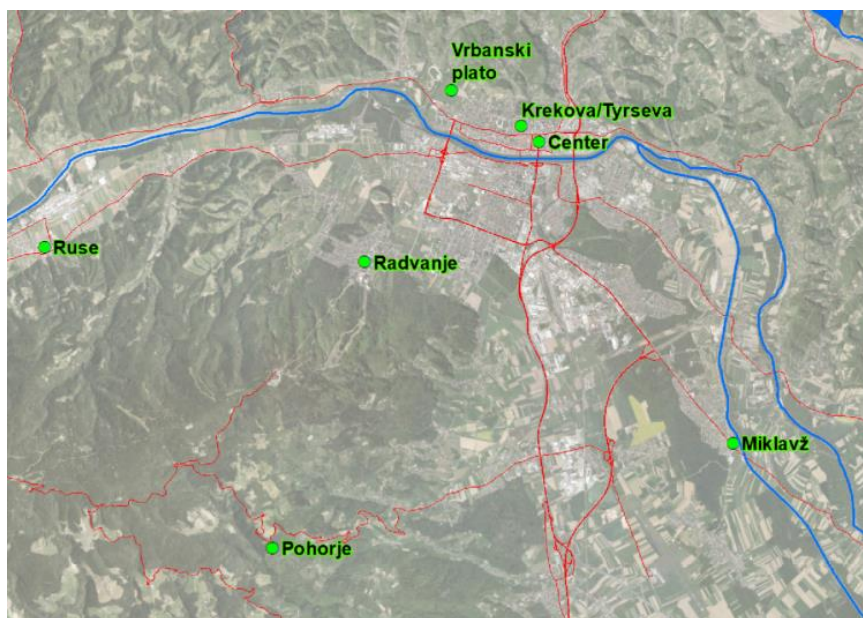 Vrbanski
plato
Krekova/Tyrseva
Center
Ruse
Radvanje
Miklavž
Pohorje